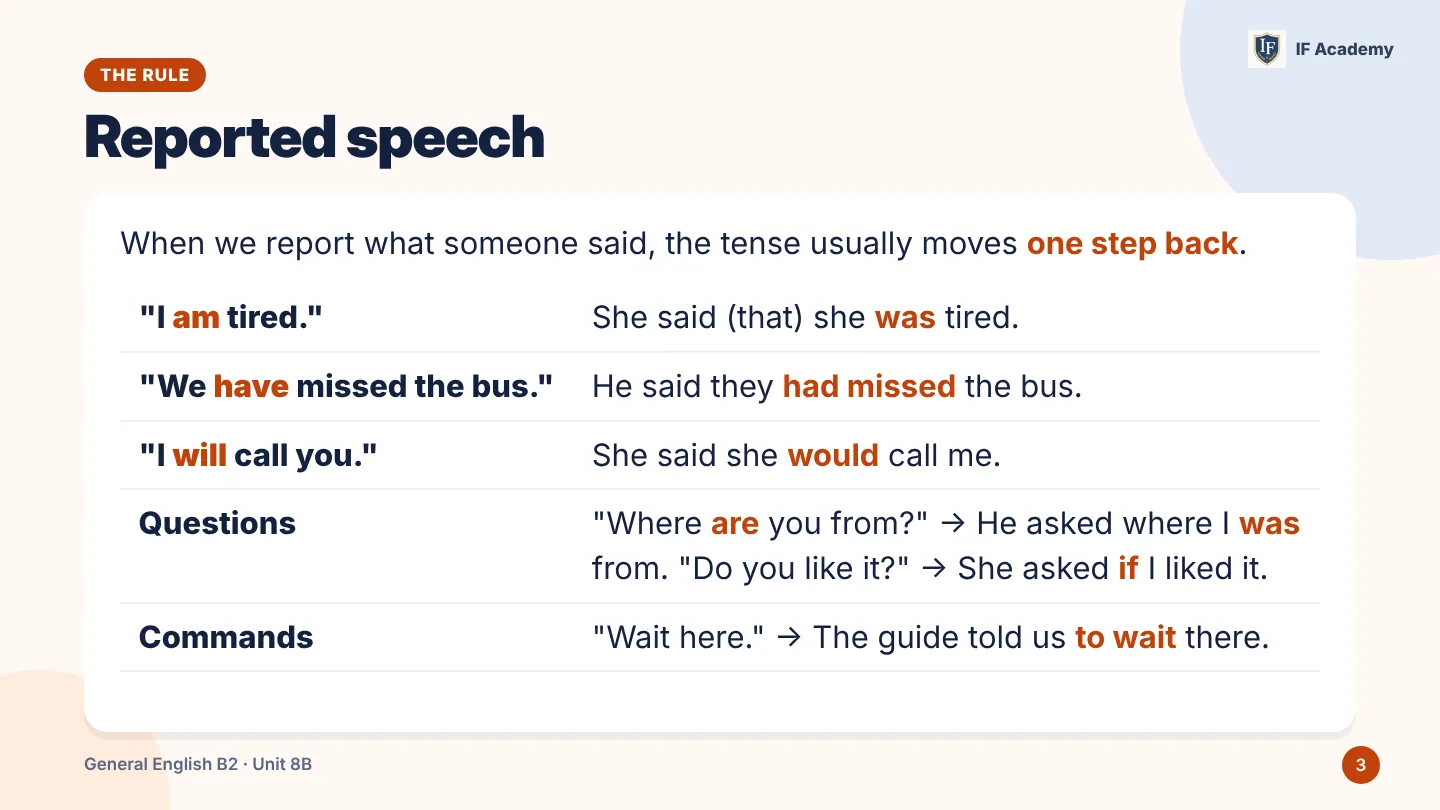 IF
IF Academy
THE RULE
Reported speech
When we report what someone said, the tense usually moves one step back.
"I am tired." She said (that) she was tired.
"We have missed the bus." He said they had missed the bus.
"I will call you." She said she would call me.
Questions "Where are you from?" → He asked where I was
from. "Do you like it?" → She asked if I liked it.
Commands "Wait here." → The guide told us to wait there.
General English B2 · Unit 8B
3